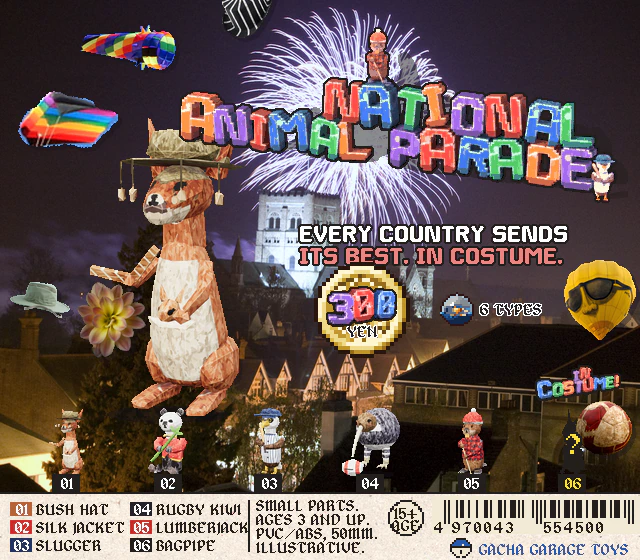 NATIONAL
ANIMAL PARADE
EVERY COUNTRY SENDS
ITS BEST. IN COSTUME.
300
YEN
6 TYPES
IN
COSTUME!
?
01
02
03
04
05
06
01 BUSH HAT
02 SILK JACKET
03 SLUGGER
04 RUGBY KIWI
05 LUMBERJACK
06 BAGPIPE
SMALL PARTS.
AGES 3 AND UP.
PVC/ABS, 50MM.
ILLUSTRATIVE.
15+
AGE
4 970043 554500
GACHA GARAGE TOYS